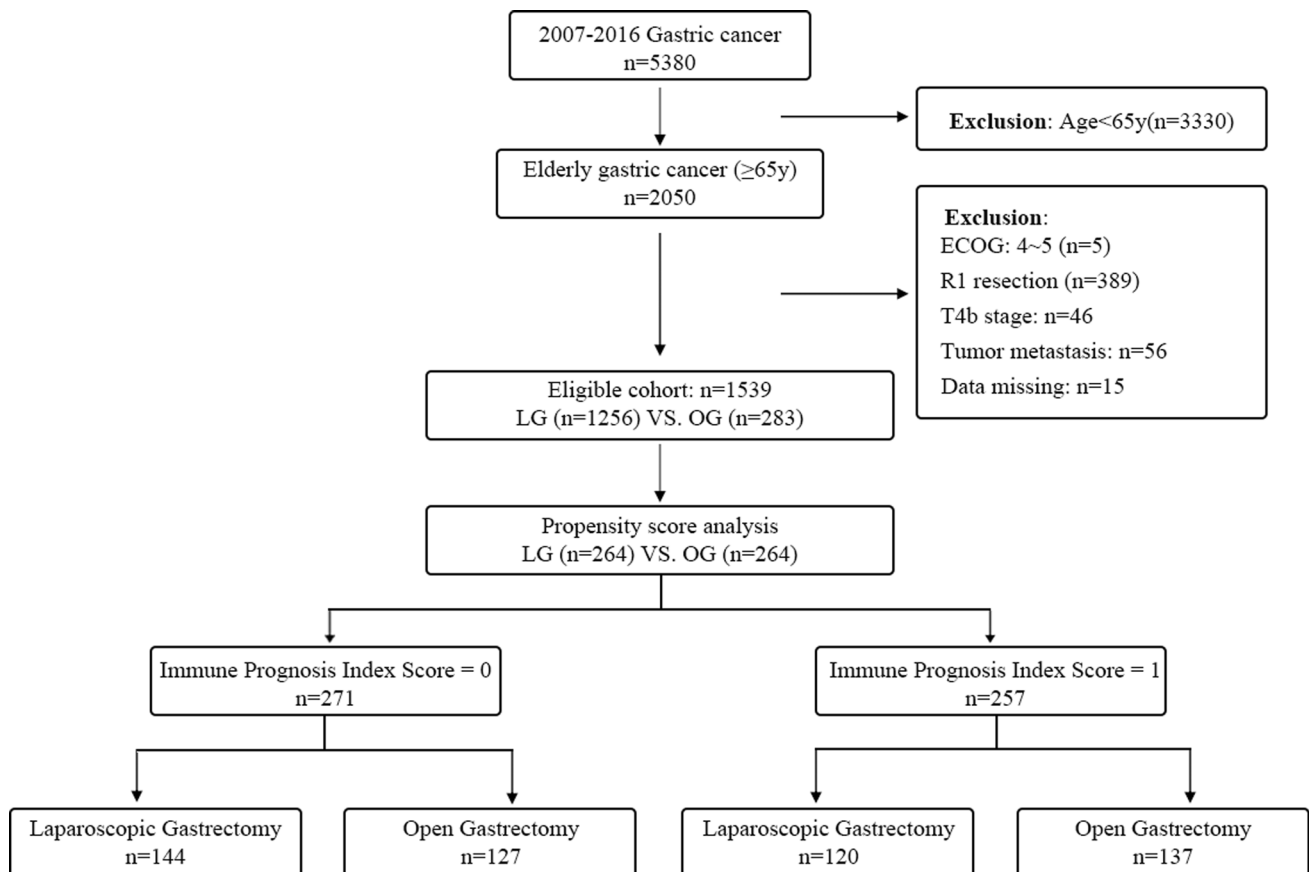 2007-2016 Gastric cancer
n=5380
Exclusion: Age<65y(n=3330)
Elderly gastric cancer (≥65y)
n=2050
Exclusion:
ECOG: 4~5 (n=5)
R1 resection (n=389)
T4b stage: n=46
Tumor metastasis: n=56
Data missing: n=15
Eligible cohort: n=1539
LG (n=1256) VS. OG (n=283)
Propensity score analysis
LG (n=264) VS. OG (n=264)
Immune Prognosis Index Score = 0
n=271
Immune Prognosis Index Score = 1
n=257
Laparoscopic Gastrectomy
n=144
Open Gastrectomy
n=127
Laparoscopic Gastrectomy
n=120
Open Gastrectomy
n=137